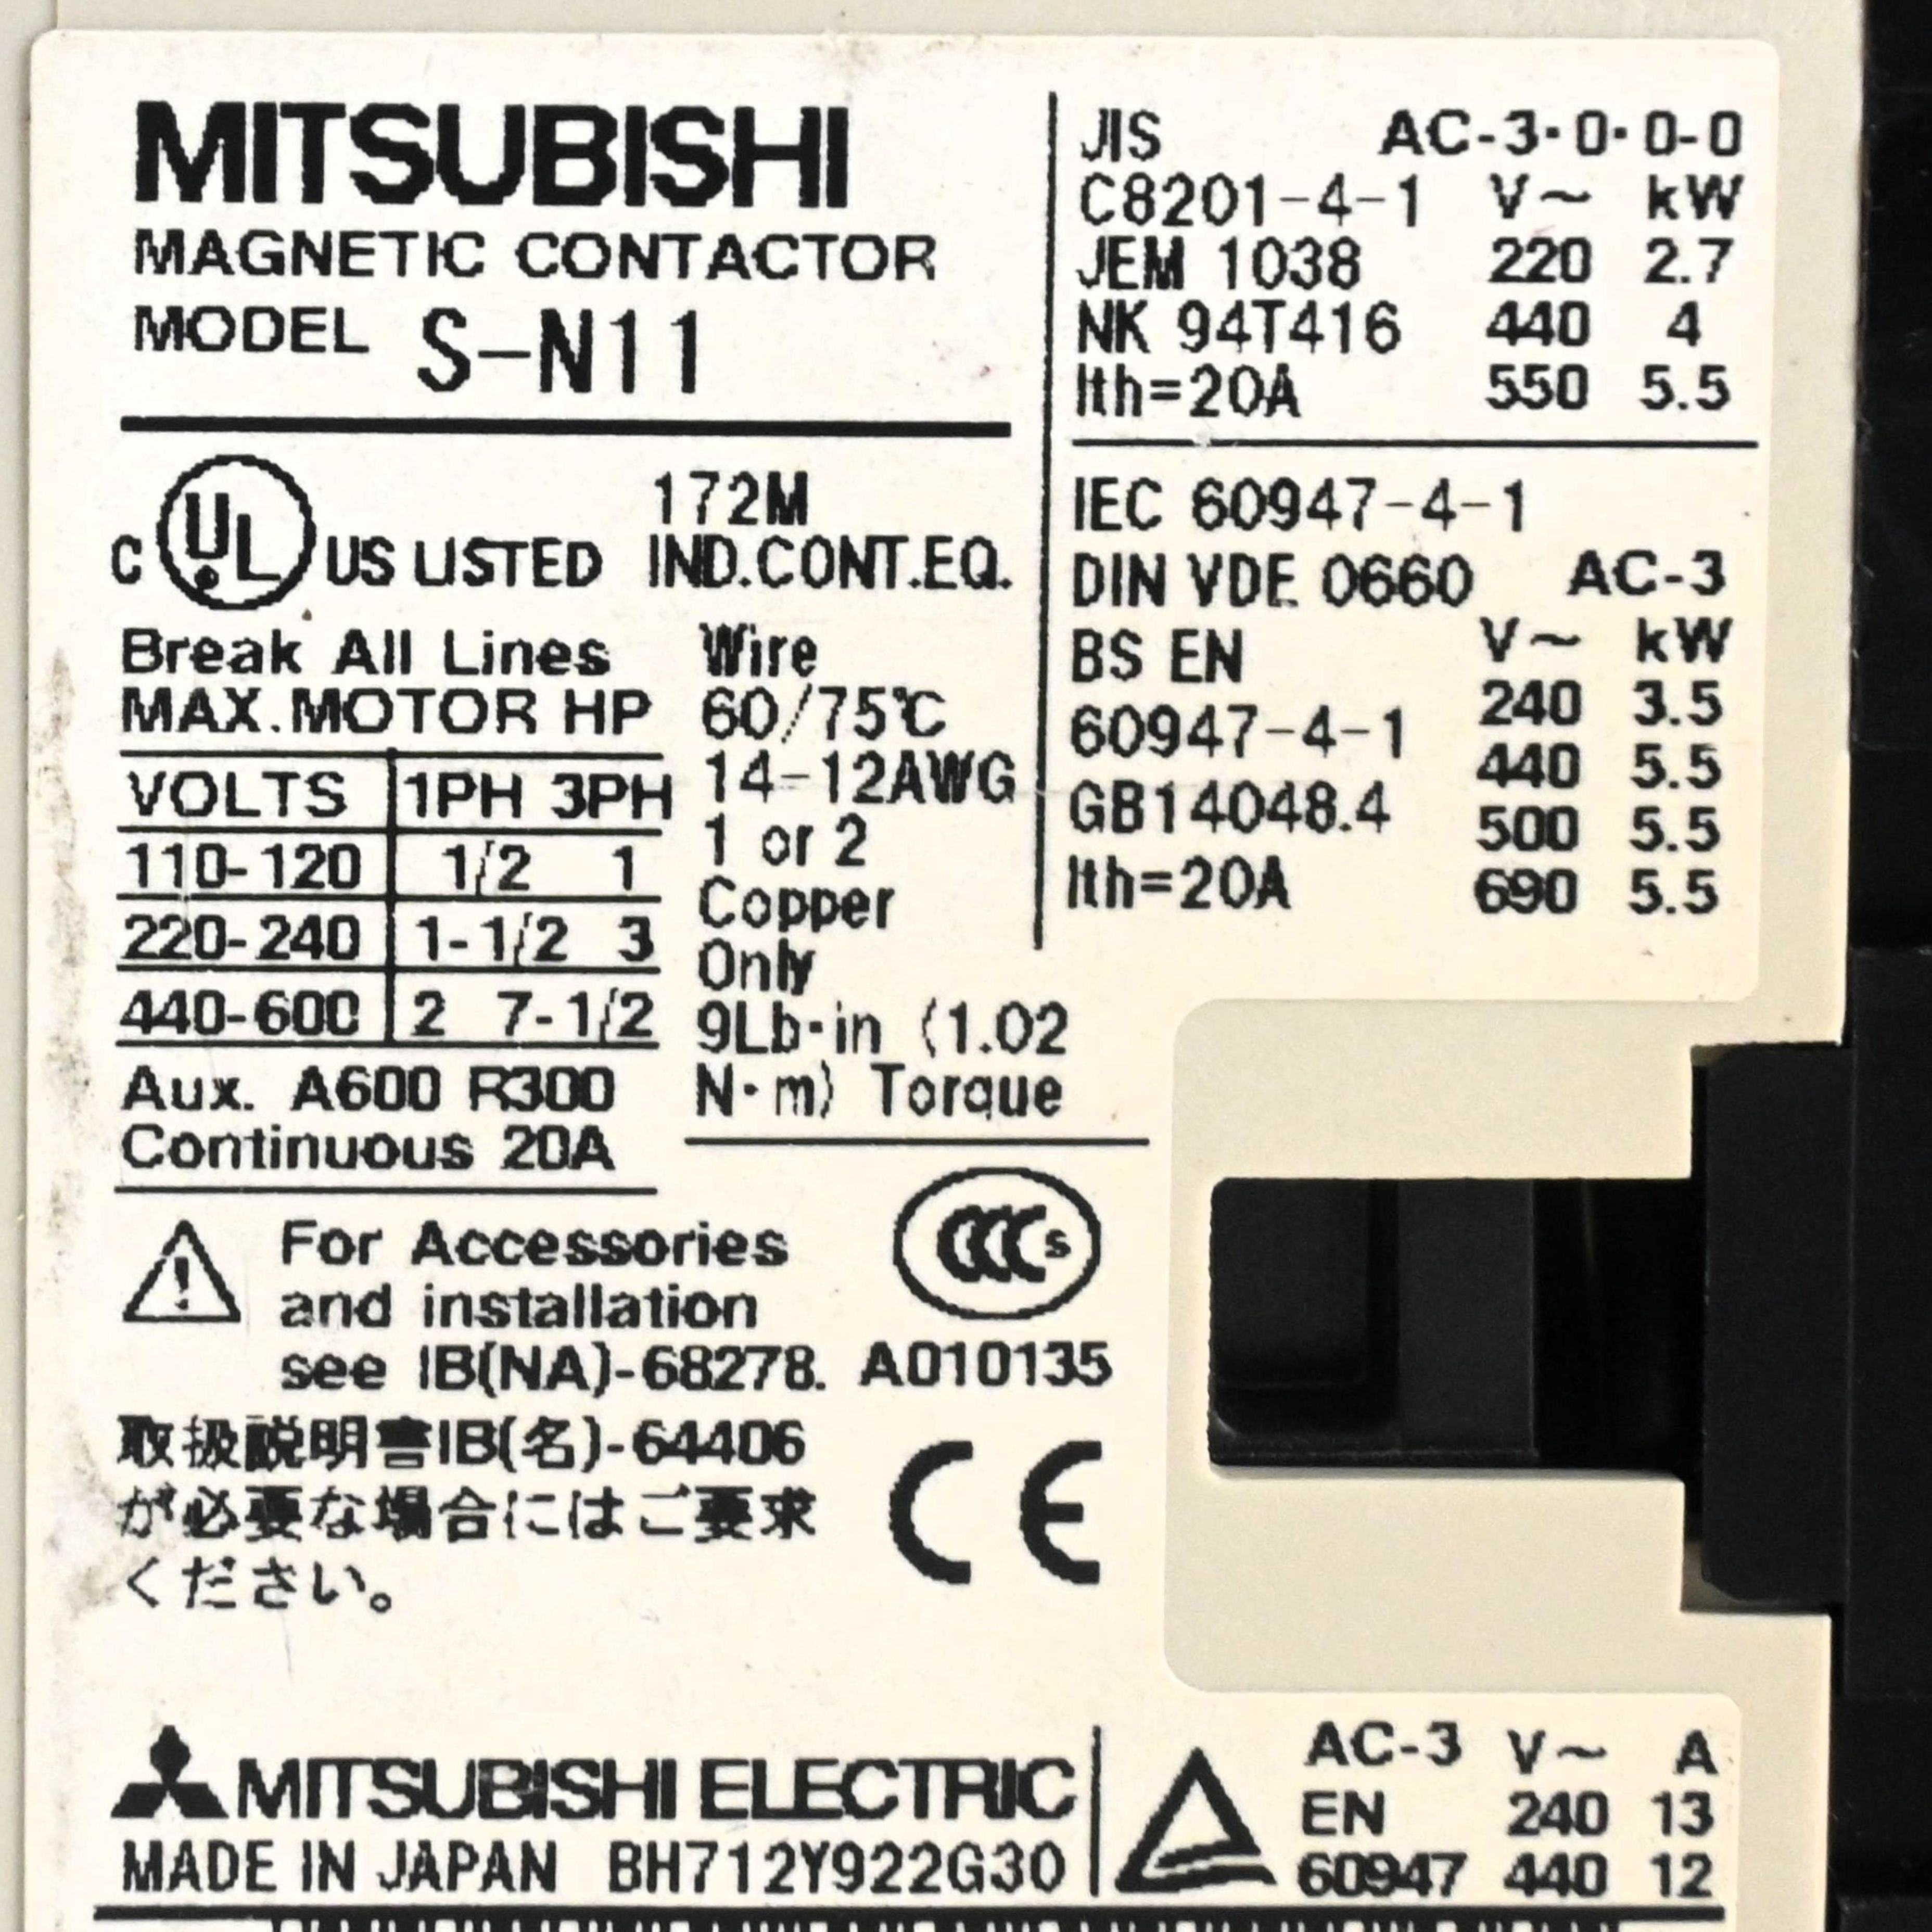 MITSUBISHI
MAGNETIC CONTACTOR
MODEL S-N11
C UL US LISTED
172M
IND.CONT.EQ.
Break All Lines
MAX.MOTOR HP
VOLTS 1PH 3PH
110-120 1/2 1
220-240 1-1/2 3
440-600 2 7-1/2
Aux. A600 R300
Continuous 20A
Wire
60/75℃
14-12AWG
1 or 2
Copper
Only
9Lb·in (1.02
N·m) Torque
JIS AC-3·0·0-0
C8201-4-1 V~ kW
JEM 1038 220 2.7
NK 94T416 440 4
Ith=20A 550 5.5
IEC 60947-4-1
DIN VDE 0660 AC-3
BS EN V~ kW
60947-4-1 240 3.5
440 5.5
GB14048.4 500 5.5
Ith=20A 690 5.5
For Accessories
and installation
see IB(NA)-68278.
CCC S
A010135
取扱説明書IB(名)-64406
が必要な場合にはご要求
ください。
CE
MITSUBISHI ELECTRIC
MADE IN JAPAN BH712Y922G30
AC-3 V~ A
EN 240 13
60947 440 12